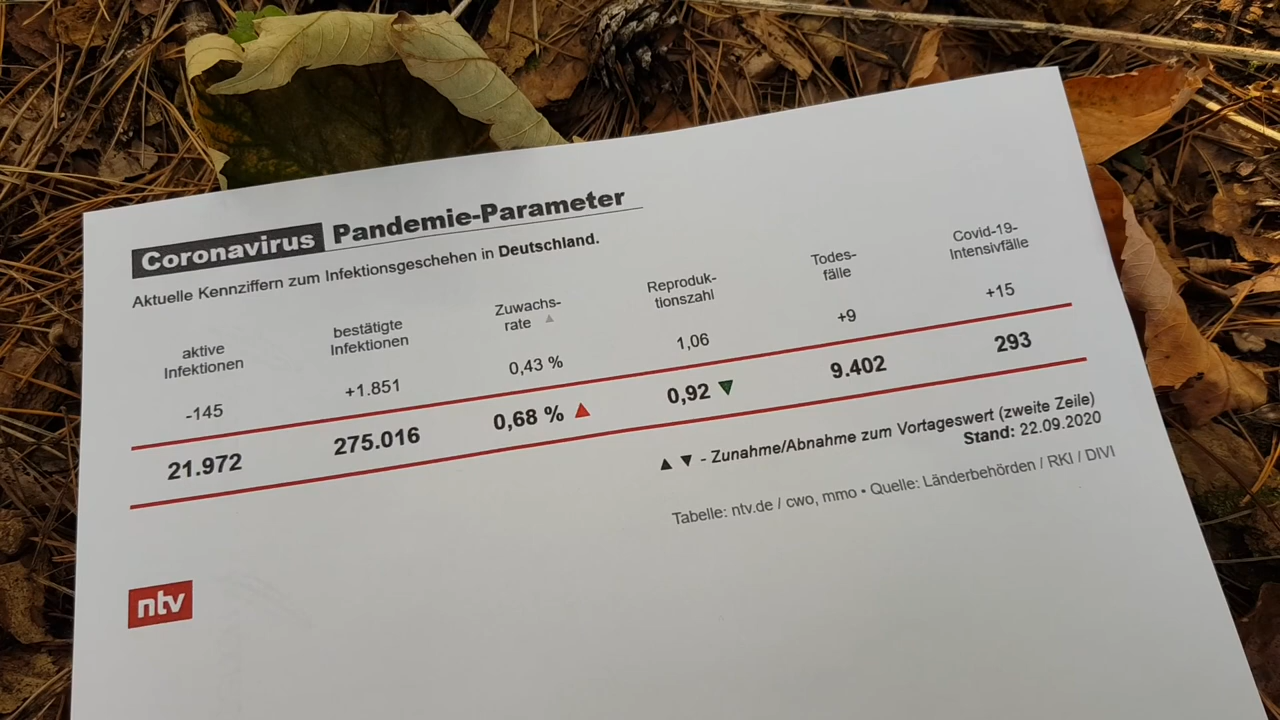 Coronavirus Pandemie-Parameter
Aktuelle Kennziffern zum Infektionsgeschehen in Deutschland.
aktive
Infektionen
bestätigte
Infektionen
Zuwachs-
rate ▲
Reproduk-
tionszahl
Todes-
fälle
Covid-19-
Intensivfälle
-145 +1.851 0,43 % 1,06 +9 +15
21.972 275.016 0,68 % ▲ 0,92 ▼ 9.402 293
▲ ▼ - Zunahme/Abnahme zum Vortageswert (zweite Zeile)
Stand: 22.09.2020
Tabelle: ntv.de / cwo, mmo • Quelle: Länderbehörden / RKI / DIVI
ntv